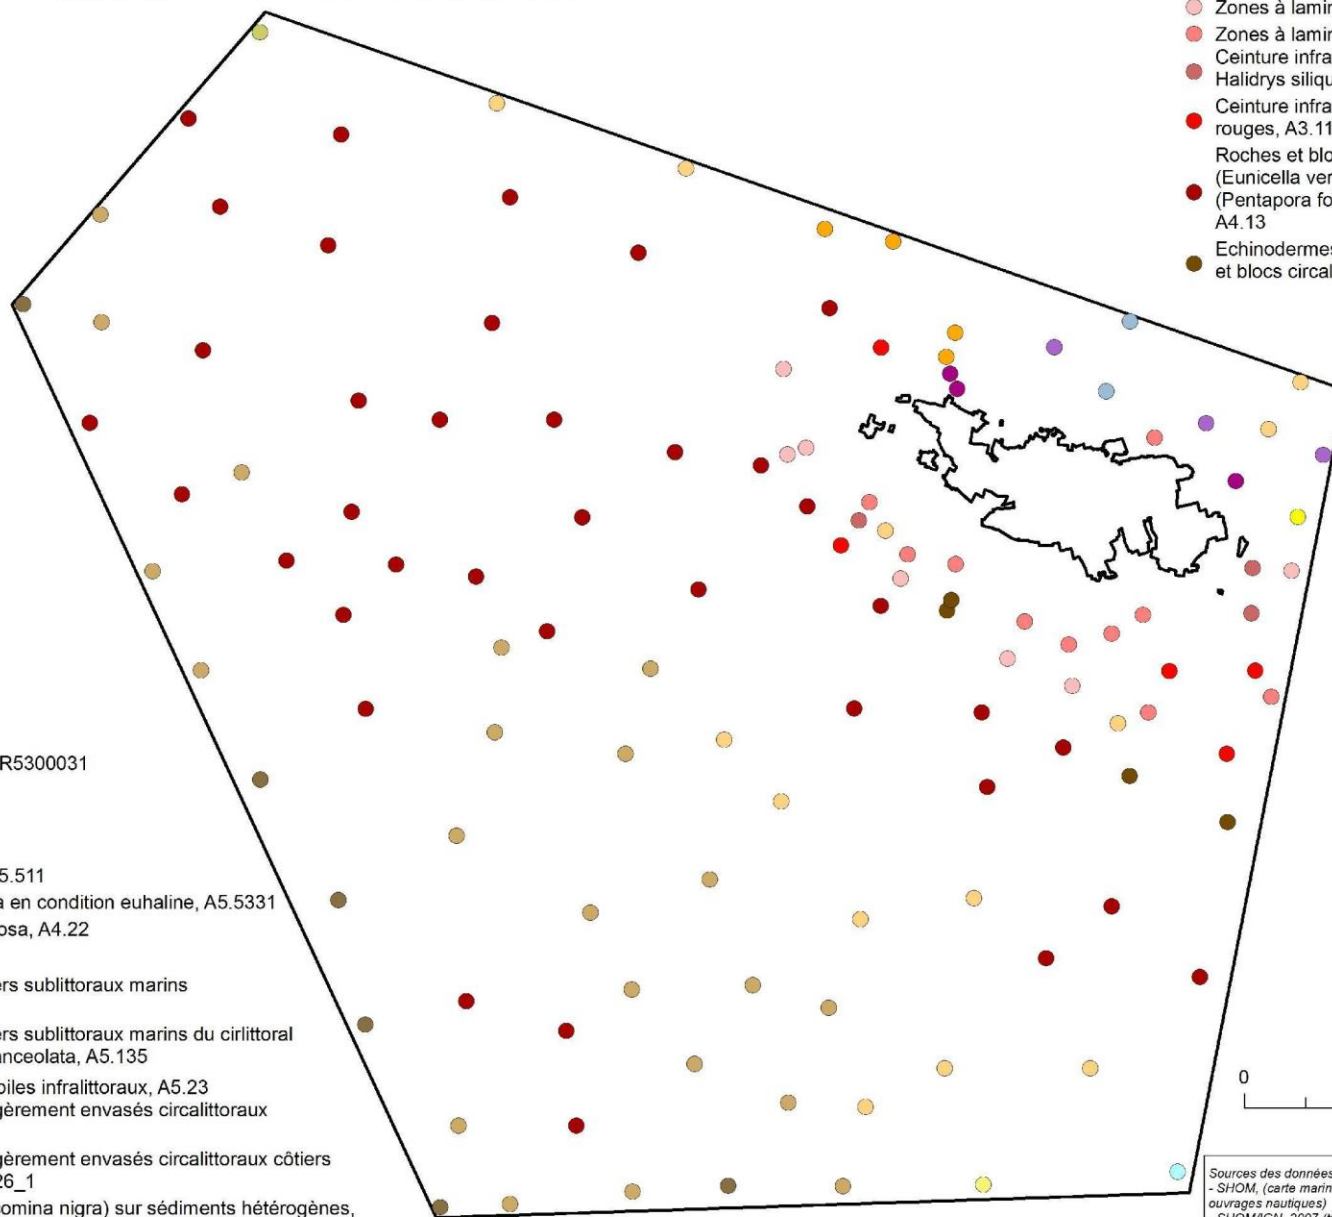 Zones à lamin
Zones à lamin
Ceinture infra
Halidrys siliqu
Ceinture infra
rouges, A3.11
Roches et blo
(Eunicella ver
(Pentapora fo
A4.13
Echinodermes
et blocs circal
R5300031
5.511
a en condition euhaline, A5.5331
osa, A4.22
ers sublittoraux marins
ers sublittoraux marins du cirlittoral
anceolata, A5.135
biles infralittoraux, A5.23
gèrement envasés circalittoraux
gèrement envasés circalittoraux côtiers
26_1
omina nigra) sur sédiments hétérogènes,
0
Sources des données
- SHOM, (carte marin
ouvrages nautiques)